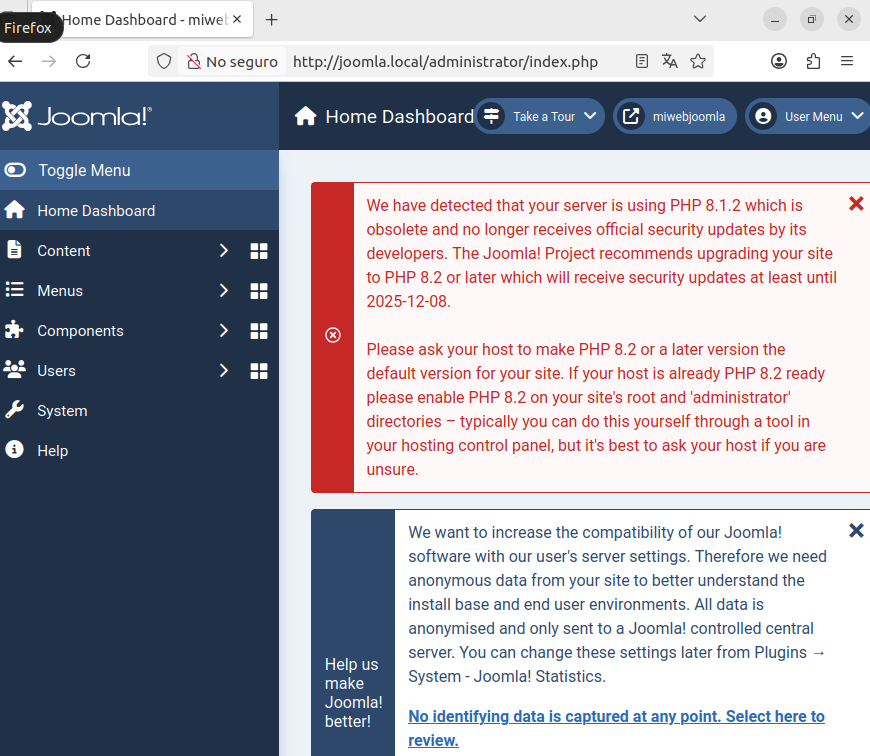 Firefox
Home Dashboard - miwe
No seguro
http://joomla.local/administrator/index.php
Joomla!®
Home Dashboard
Take a Tour
miwebjoomla
User Menu
Toggle Menu
Home Dashboard
Content
Menus
Components
Users
System
Help
We have detected that your server is using PHP 8.1.2 which is
obsolete and no longer receives official security updates by its
developers. The Joomla! Project recommends upgrading your site
to PHP 8.2 or later which will receive security updates at least until
2025-12-08.
Please ask your host to make PHP 8.2 or a later version the
default version for your site. If your host is already PHP 8.2 ready
please enable PHP 8.2 on your site's root and 'administrator'
directories – typically you can do this yourself through a tool in
your hosting control panel, but it's best to ask your host if you are
unsure.
Help us
make
Joomla!
better!
We want to increase the compatibility of our Joomla!
software with our user's server settings. Therefore we need
anonymous data from your site to better understand the
install base and end user environments. All data is
anonymised and only sent to a Joomla! controlled central
server. You can change these settings later from Plugins →
System - Joomla! Statistics.
No identifying data is captured at any point. Select here to
review.